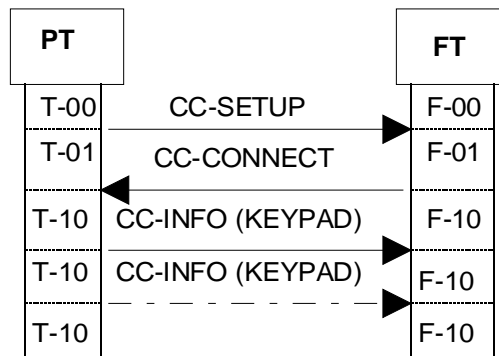 PT FT
T-00 CC-SETUP F-00
T-01 CC-CONNECT F-01
T-10 CC-INFO (KEYPAD) F-10
T-10 CC-INFO (KEYPAD) F-10
T-10 F-10